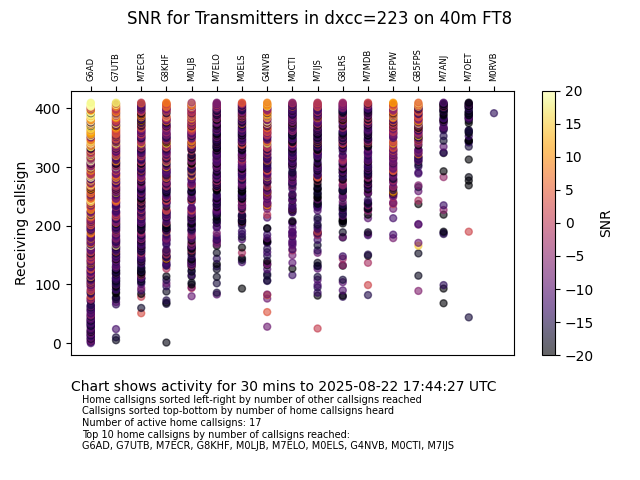 SNR for Transmitters in dxcc=223 on 40m FT8
G6AD G7UTB M7ECR G8KHF M0LJB M7ELO M0ELS G4NVB M0CTI M7IJS G8LRS M7MDB M6FPW GB5FPS M7ANJ M7OET M0RVB
400
300
200
100
0
Receiving callsign
20
15
10
5
0
−5
−10
−15
−20
SNR
Chart shows activity for 30 mins to 2025-08-22 17:44:27 UTC
Home callsigns sorted left-right by number of other callsigns reached
Callsigns sorted top-bottom by number of home callsigns heard
Number of active home callsigns: 17
Top 10 home callsigns by number of callsigns reached:
G6AD, G7UTB, M7ECR, G8KHF, M0LJB, M7ELO, M0ELS, G4NVB, M0CTI, M7IJS